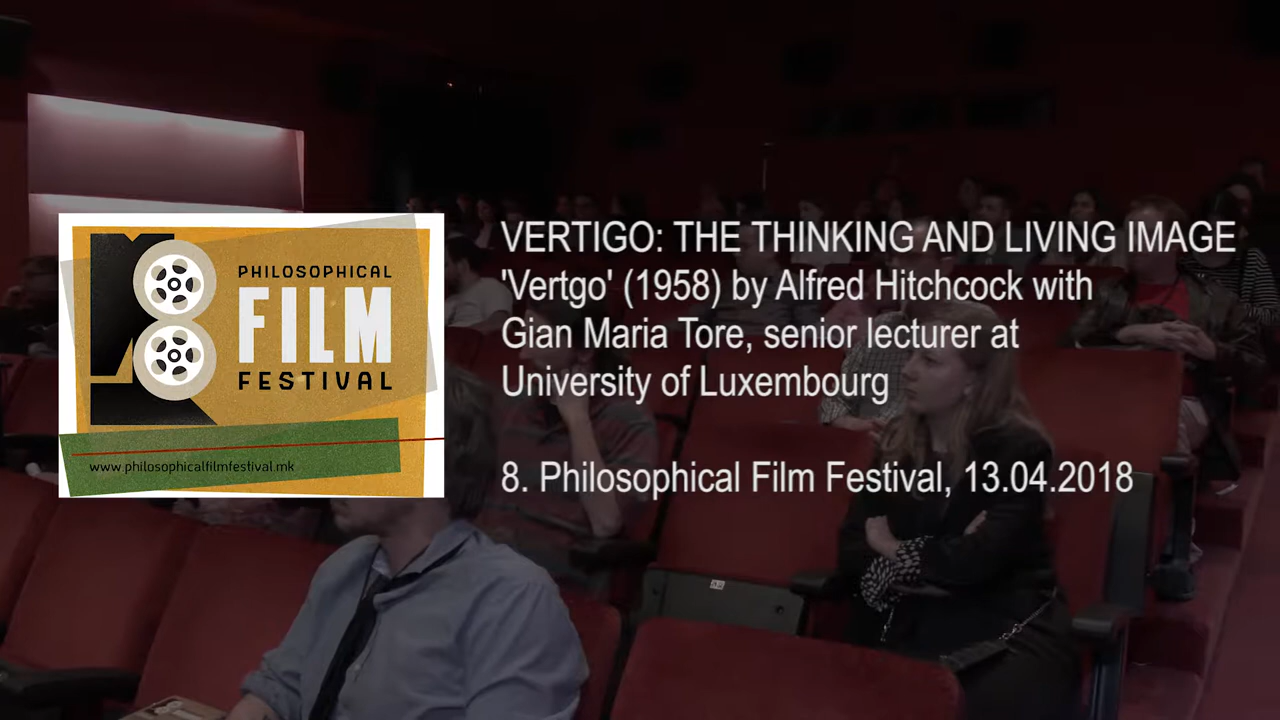 PHILOSOPHICAL
FILM
FESTIVAL
www.philosophicalfilmfestival.mk
VERTIGO: THE THINKING AND LIVING IMAGE
'Vertgo' (1958) by Alfred Hitchcock with
Gian Maria Tore, senior lecturer at
University of Luxembourg
8. Philosophical Film Festival, 13.04.2018